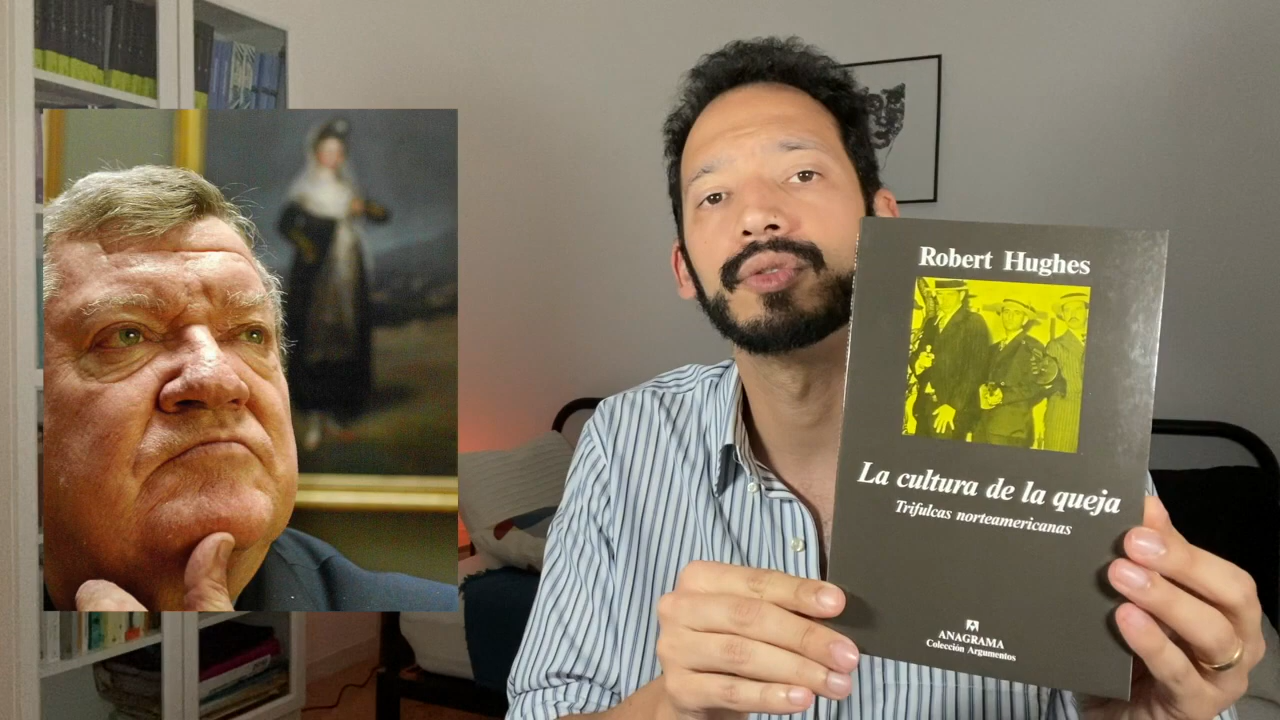 Robert Hughes
La cultura de la queja
Trifulcas norteamericanas
ANAGRAMA
Colección Argumentos